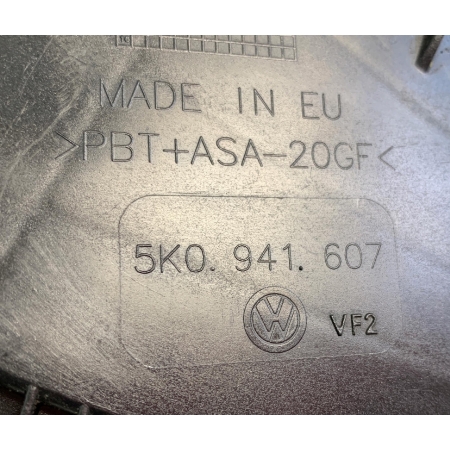 MADE IN EU
>PBT+ASA-20GF<
5K0. 941. 607
VF2